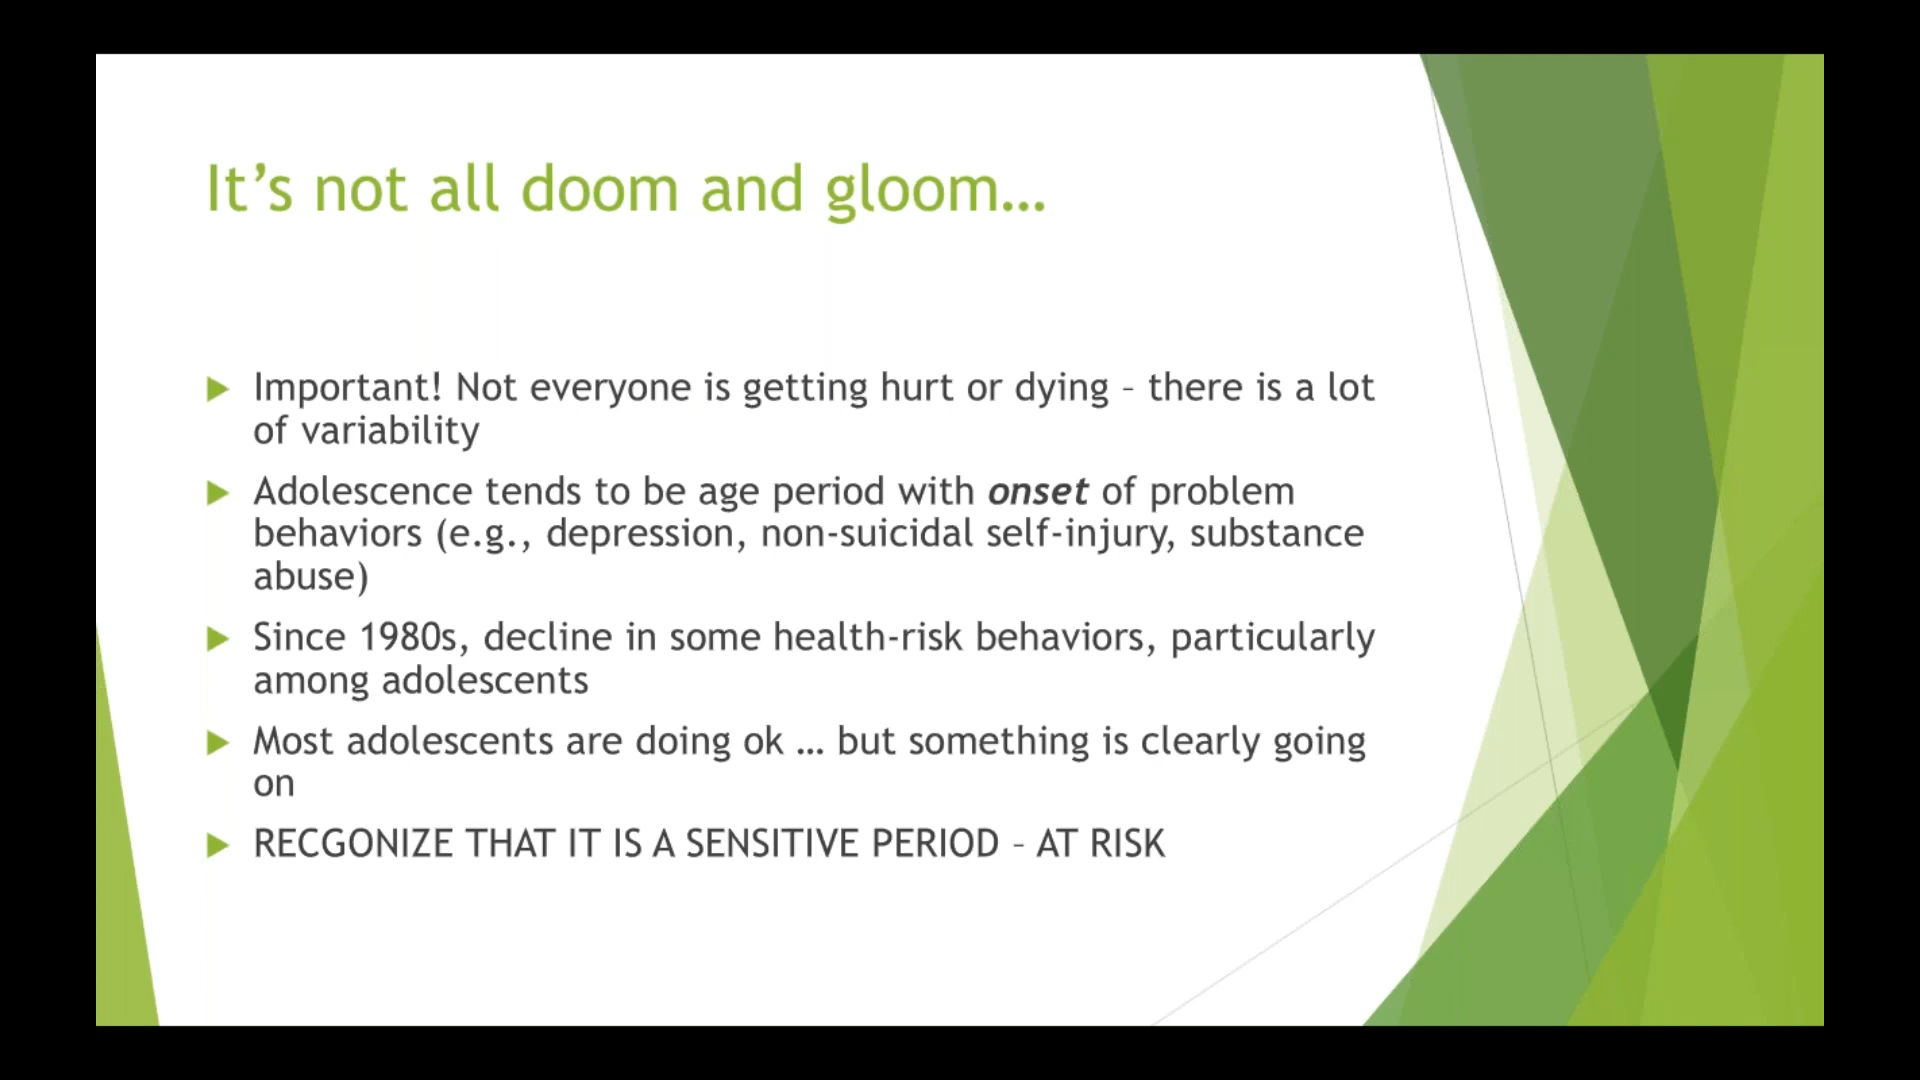 It’s not all doom and gloom…
Important! Not everyone is getting hurt or dying – there is a lot
of variability
Adolescence tends to be age period with onset of problem
behaviors (e.g., depression, non-suicidal self-injury, substance
abuse)
Since 1980s, decline in some health-risk behaviors, particularly
among adolescents
Most adolescents are doing ok … but something is clearly going
on
RECGONIZE THAT IT IS A SENSITIVE PERIOD – AT RISK